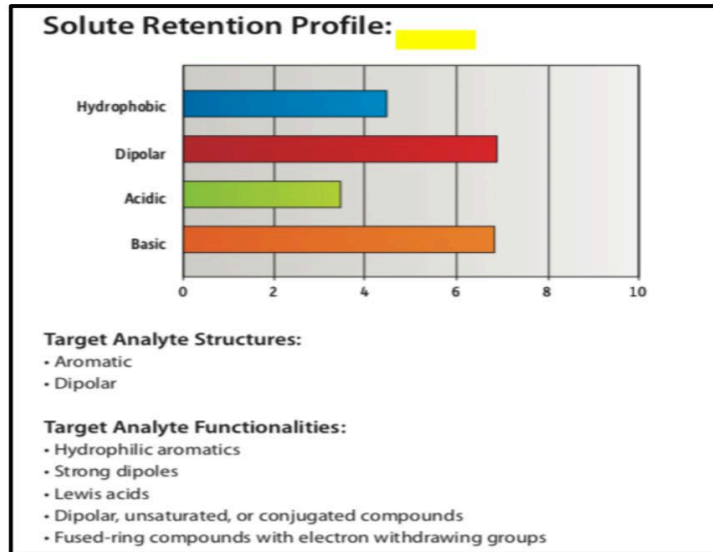 Solute Retention Profile:
Hydrophobic
Dipolar
Acidic
Basic
0 2 4 6 8 10
Target Analyte Structures:
• Aromatic
• Dipolar
Target Analyte Functionalities:
• Hydrophilic aromatics
• Strong dipoles
• Lewis acids
• Dipolar, unsaturated, or conjugated compounds
• Fused-ring compounds with electron withdrawing groups